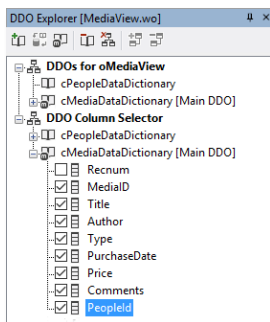 DDO Explorer [MediaView.wo]
DDOs for oMediaView
cPeopleDataDictionary
cMediaDataDictionary [Main DDO]
DDO Column Selector
cPeopleDataDictionary
cMediaDataDictionary [Main DDO]
Recnum
MediaID
Title
Author
Type
PurchaseDate
Price
Comments
PeopleId